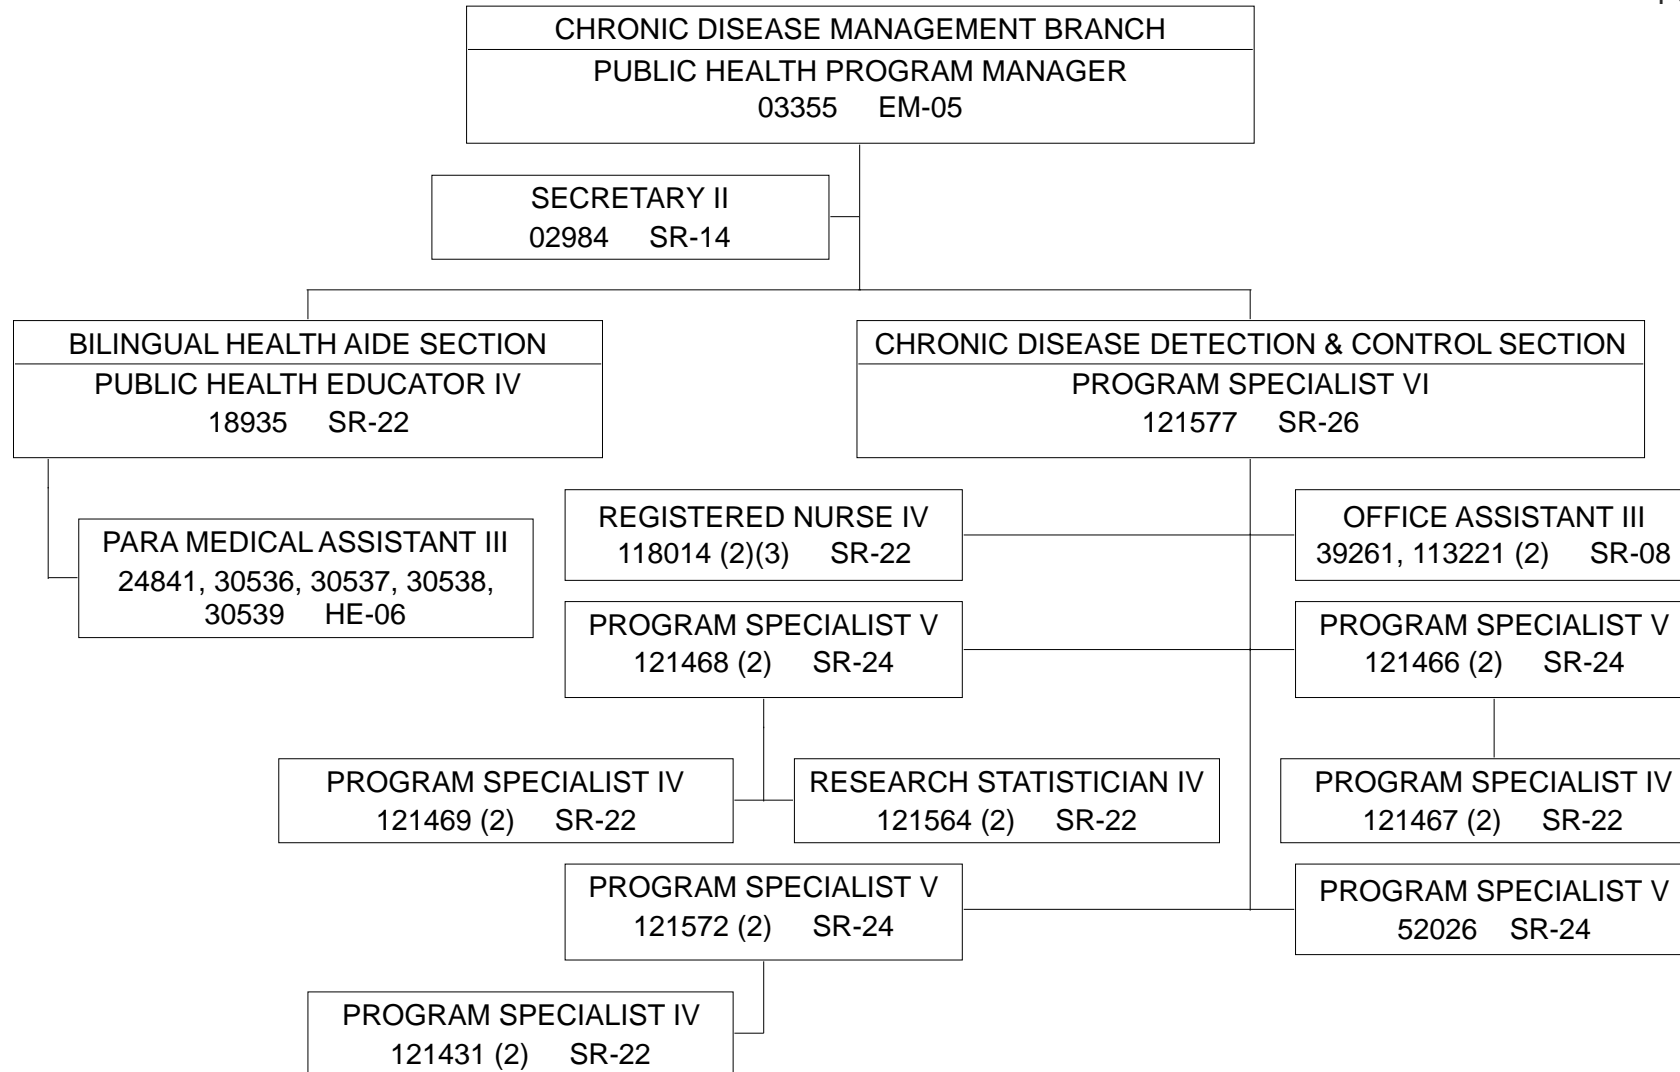 CHRONIC DISEASE MANAGEMENT BRANCH
PUBLIC HEALTH PROGRAM MANAGER
03355 EM-05
SECRETARY II
02984 SR-14
BILINGUAL HEALTH AIDE SECTION
PUBLIC HEALTH EDUCATOR IV
18935 SR-22
CHRONIC DISEASE DETECTION & CONTROL SECTION
PROGRAM SPECIALIST VI
121577 SR-26
PARA MEDICAL ASSISTANT III
24841, 30536, 30537, 30538,
30539 HE-06
REGISTERED NURSE IV
118014 (2)(3) SR-22
OFFICE ASSISTANT III
39261, 113221 (2) SR-08
PROGRAM SPECIALIST V
121468 (2) SR-24
PROGRAM SPECIALIST V
121466 (2) SR-24
PROGRAM SPECIALIST IV
121469 (2) SR-22
RESEARCH STATISTICIAN IV
121564 (2) SR-22
PROGRAM SPECIALIST IV
121467 (2) SR-22
PROGRAM SPECIALIST V
121572 (2) SR-24
PROGRAM SPECIALIST V
52026 SR-24
PROGRAM SPECIALIST IV
121431 (2) SR-22